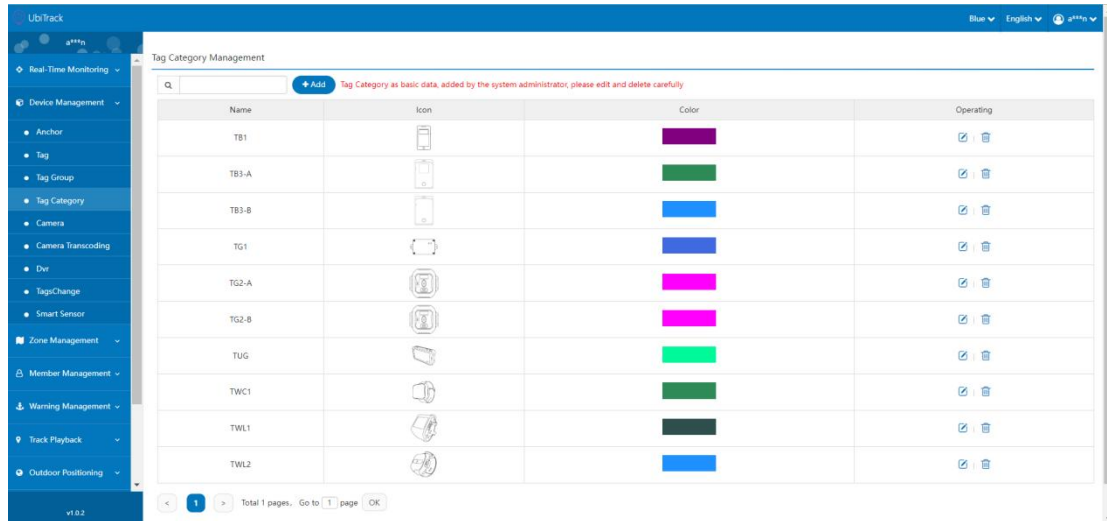 UbiTrack
Blue English a***n
a***n
Real-Time Monitoring
Device Management
Anchor
Tag
Tag Group
Tag Category
Camera
Camera Transcoding
Dvr
TagsChange
Smart Sensor
Zone Management
Member Management
Warning Management
Track Playback
Outdoor Positioning
v1.0.2
Tag Category Management
+ Add Tag Category as basic data, added by the system administrator, please edit and delete carefully
Name Icon Color Operating
TB1
TB3-A
TB3-B
TG1
TG2-A
TG2-B
TUG
TWC1
TWL1
TWL2
< 1 > Total 1 pages. Go to 1 page OK